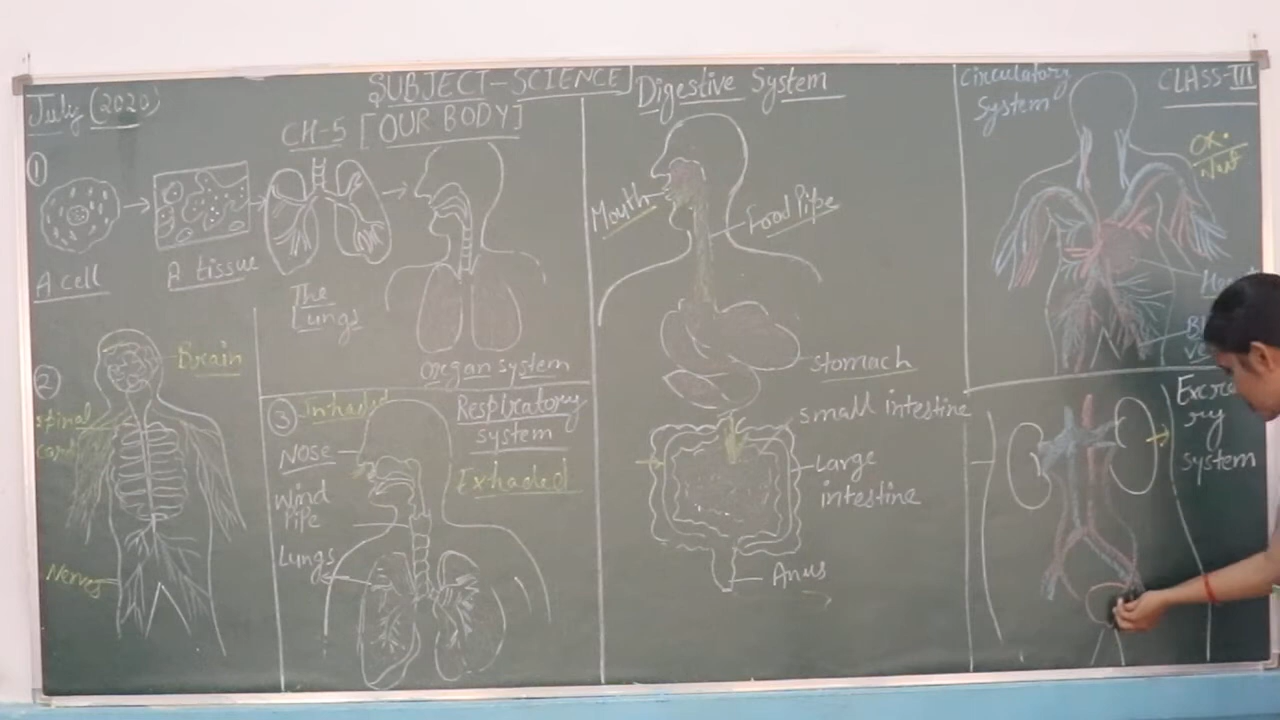 July (2020)
SUBJECT-SCIENCE
CH-5 [OUR BODY]
CLASS-III
1
A cell
A tissue
The
Lungs
Organ system
2
Brain
Spinal
Nerves
3 Inhaled
Respiratory
system
Nose
Exhaled
Wind
Pipe
Lungs
Digestive System
Mouth
Food Pipe
Stomach
small intestine
Large
intestine
Anus
Circulatory
System
Excre
ry
system